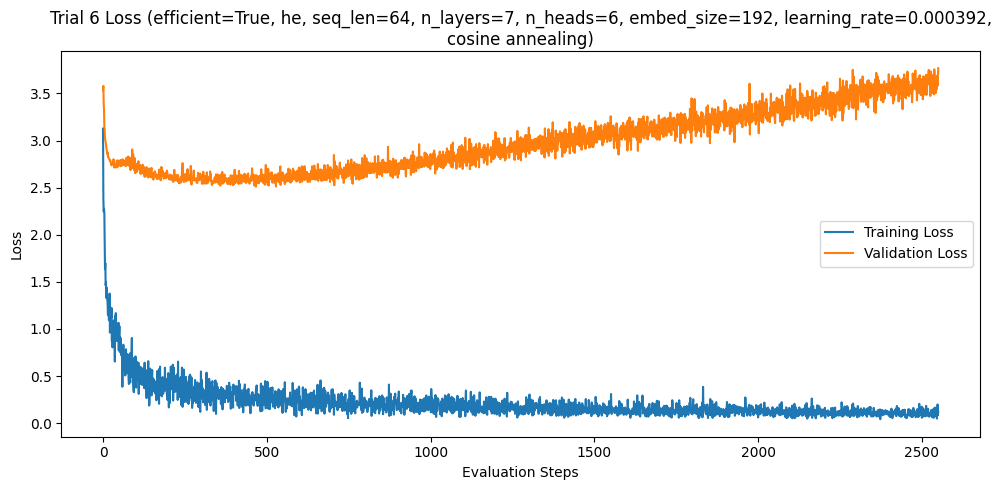 Trial 6 Loss (efficient=True, he, seq_len=64, n_layers=7, n_heads=6, embed_size=192, learning_rate=0.000392,
cosine annealing)
Loss
3.5
3.0
2.5
2.0
1.5
1.0
0.5
0.0
Training Loss
Validation Loss
0
500
1000
1500
2000
2500
Evaluation Steps